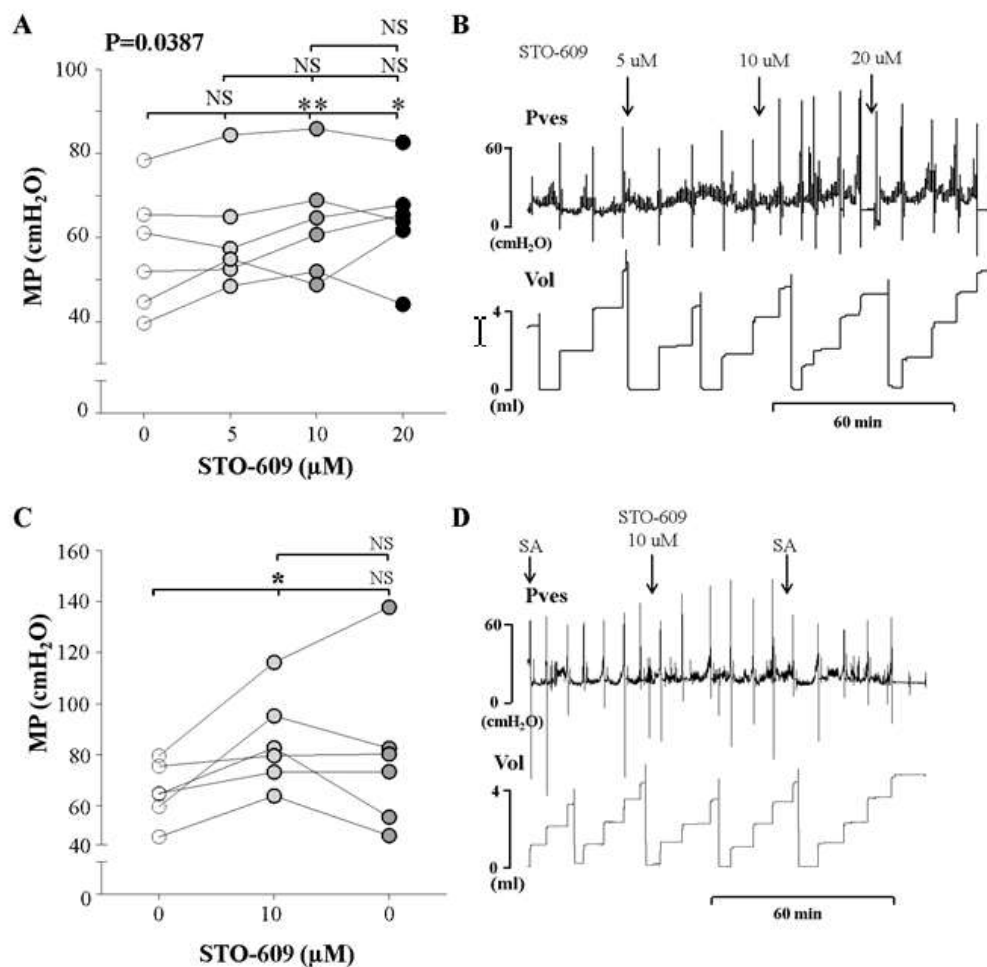 A
P=0.0387
NS
NS
NS
NS
**
*
100
80
60
40
0
MP (cmH₂O)
0 5 10 20
STO-609 (μM)
B
STO-609
5 uM 10 uM 20 uM
Pves
60
0
(cmH₂O)
Vol
4
0
(ml)
60 min
C
NS
*
NS
160
140
120
100
80
60
40
0
MP (cmH₂O)
0 10 0
STO-609 (μM)
D
STO-609
SA 10 uM SA
Pves
60
0
(cmH₂O)
Vol
4
0
(ml)
60 min